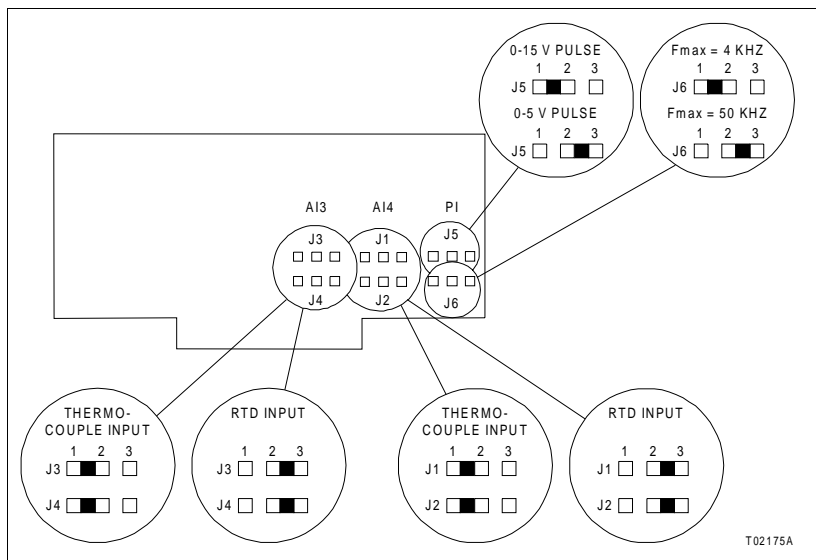 0-15 V PULSE
1 2 3
J5
0-5 V PULSE
1 2 3
J5
Fmax = 4 KHZ
1 2 3
J6
Fmax = 50 KHZ
1 2 3
J6
AI3 AI4 PI
J3 J1 J5
J4 J2 J6
THERMO-
COUPLE INPUT
1 2 3
J3
J4
RTD INPUT
1 2 3
J3
J4
THERMO-
COUPLE INPUT
1 2 3
J1
J2
RTD INPUT
1 2 3
J1
J2
T02175A